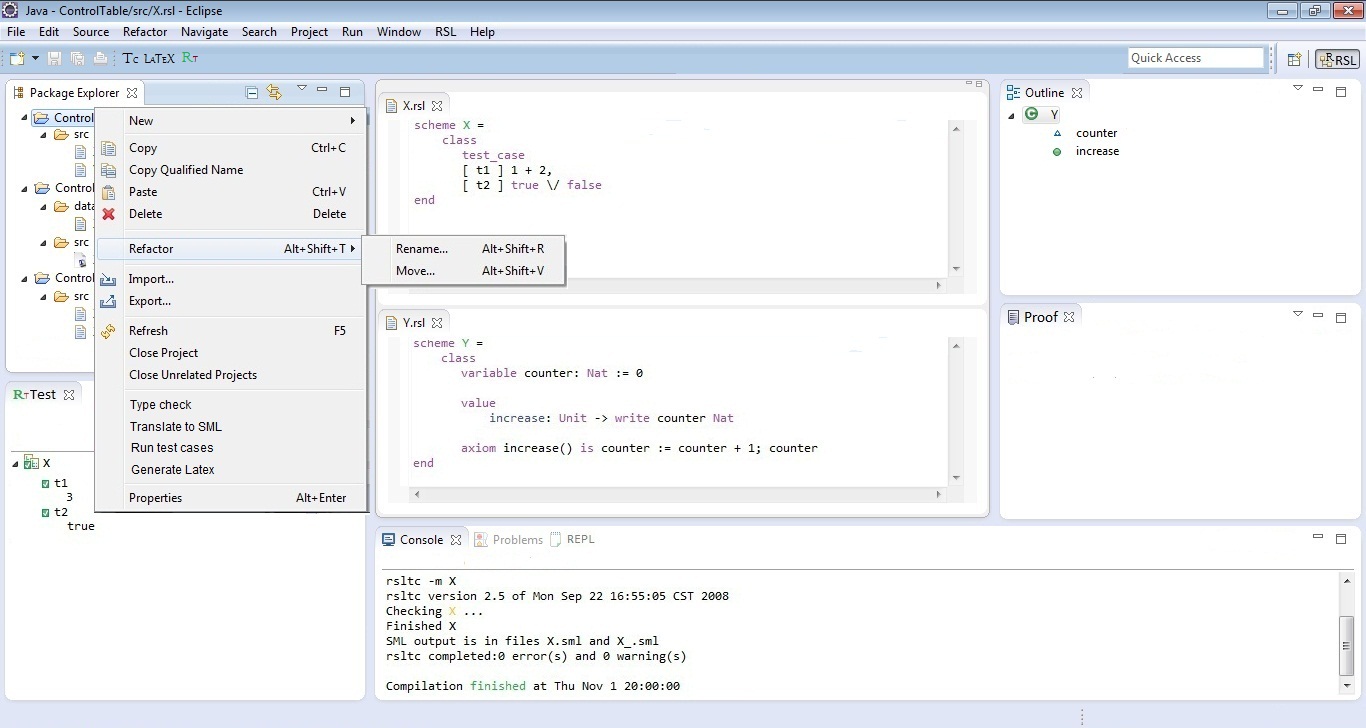 Java - ControlTable/src/X.rsl - Eclipse
File Edit Source Refactor Navigate Search Project Run Window RSL Help
Tc LATEX RT
Quick Access
RSL
Package Explorer
Control
src
Control
data
src
Control
src
New
Copy Ctrl+C
Copy Qualified Name
Paste Ctrl+V
Delete Delete
Refactor Alt+Shift+T
Import...
Export...
Refresh F5
Close Project
Close Unrelated Projects
Type check
Translate to SML
Run test cases
Generate Latex
Properties Alt+Enter
Rename... Alt+Shift+R
Move... Alt+Shift+V
RT Test
X
t1
3
t2
true
X.rsl
scheme X =
class
test_case
[ t1 ] 1 + 2,
[ t2 ] true \/ false
end
Y.rsl
scheme Y =
class
variable counter: Nat := 0
value
increase: Unit -> write counter Nat
axiom increase() is counter := counter + 1; counter
end
Outline
Y
counter
increase
Proof
Console Problems REPL
rsltc -m X
rsltc version 2.5 of Mon Sep 22 16:55:05 CST 2008
Checking X ...
Finished X
SML output is in files X.sml and X_.sml
rsltc completed:0 error(s) and 0 warning(s)
Compilation finished at Thu Nov 1 20:00:00